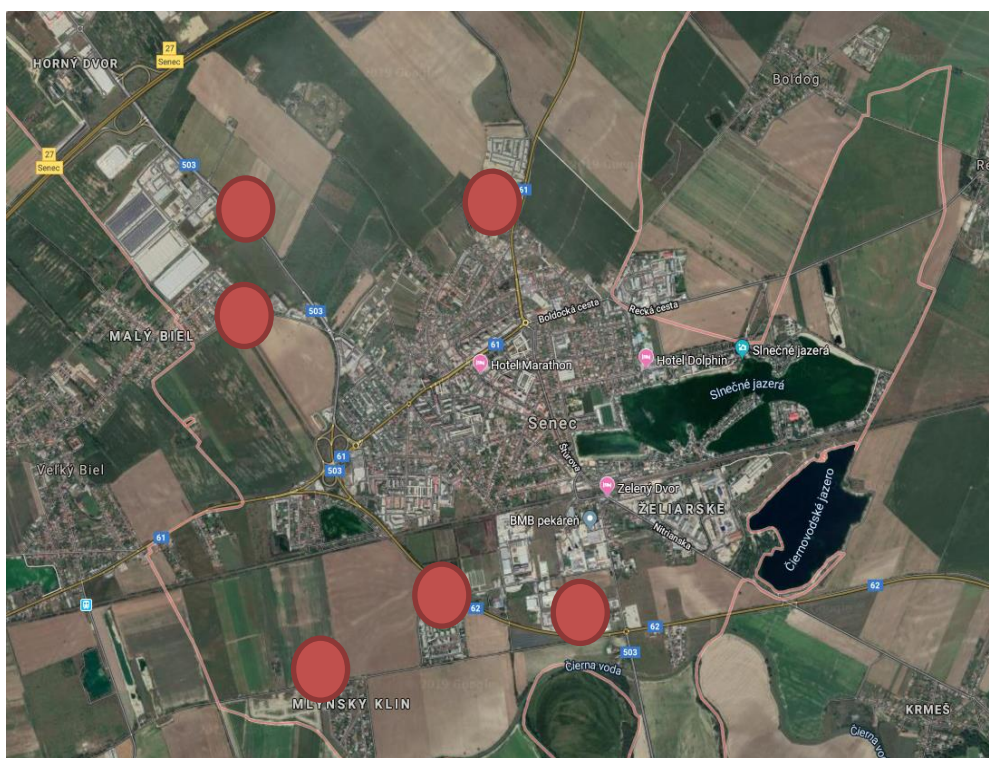 27
Senec
HORNÝ DVOR
Boldog
27
Senec
503
61
503
Boldocká cesta
Recká cesta
MALÝ BIEL
61
Hotel Marathon
Hotel Dolphin
Slnečné jazerá
Slnečné jazerá
Senec
61
503
Štúrova
Veľký Biel
Zelený Dvor
ŽELIARSKE
BMB pekáreň
Nitrianska
Čiernovodské jazero
61
62
62
62
503
Čierna voda
MLYNSKÝ KLIN
KRMEŠ